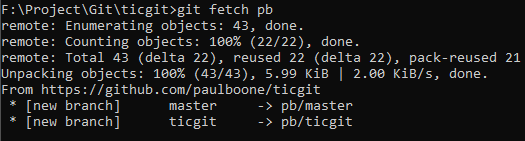 F:\Project\Git\ticgit>git fetch pb
remote: Enumerating objects: 43, done.
remote: Counting objects: 100% (22/22), done.
remote: Total 43 (delta 22), reused 22 (delta 22), pack-reused 21
Unpacking objects: 100% (43/43), 5.99 KiB | 2.00 KiB/s, done.
From https://github.com/paulboone/ticgit
 * [new branch]      master     -> pb/master
 * [new branch]      ticgit     -> pb/ticgit